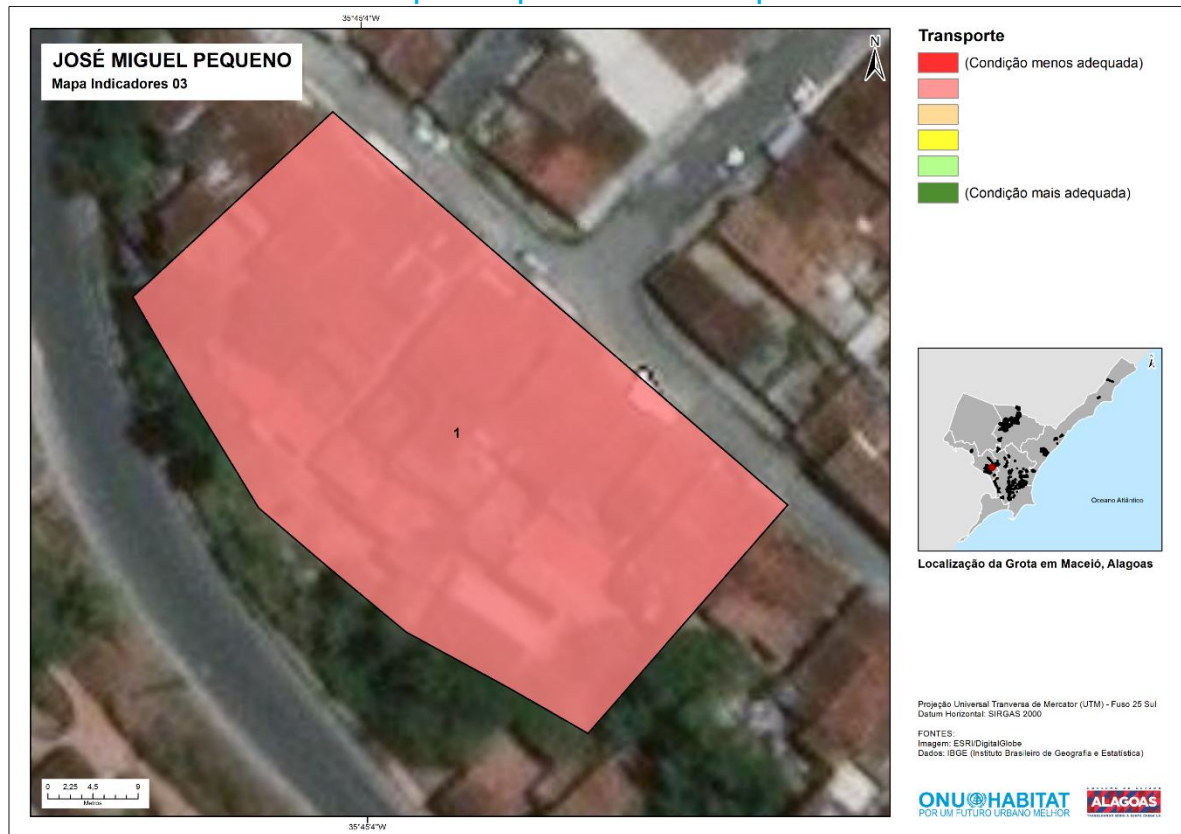 35°45'4"W
JOSÉ MIGUEL PEQUENO
Mapa Indicadores 03
N
1
0 2,25 4,5 9
Metros
35°45'4"W
Transporte
(Condição menos adequada)
(Condição mais adequada)
Oceano Atlântico
Localização da Grota em Maceió, Alagoas
Projeção Universal Tranversa de Mercator (UTM) - Fuso 25 Sul
Datum Horizontal: SIRGAS 2000
FONTES:
Imagem: ESRI/DigitalGlobe
Dados: IBGE (Instituto Brasileiro de Geografia e Estatística)
ONU HABITAT
POR UM FUTURO URBANO MELHOR
ALAGOAS